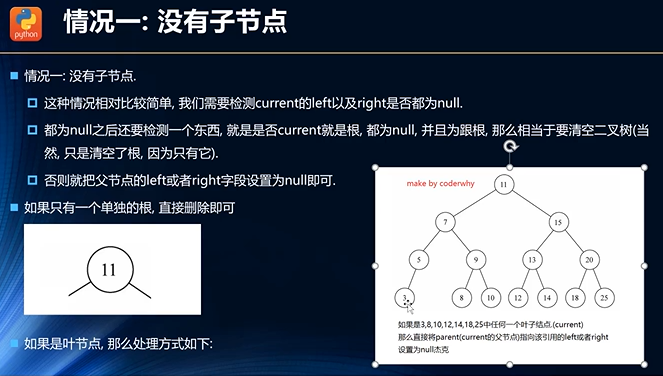 python
情况一: 没有子节点
情况一: 没有子节点.
这种情况相对比较简单, 我们需要检测current的left以及right是否都为null.
都为null之后还要检测一个东西, 就是是否current就是根, 都为null, 并且为跟根, 那么相当于要清空二叉树(当
然, 只是清空了根, 因为只有它).
否则就把父节点的left或者right字段设置为null即可.
如果只有一个单独的根, 直接删除即可
11
如果是叶节点, 那么处理方式如下:
make by coderwhy
11
7 15
5 9 13 20
3 8 10 12 14 18 25
如果是3,8,10,12,14,18,25中任何一个叶子结点.(current)
那么直接将parent(current的父节点)指向该引用的left或者right
设置为null杰克